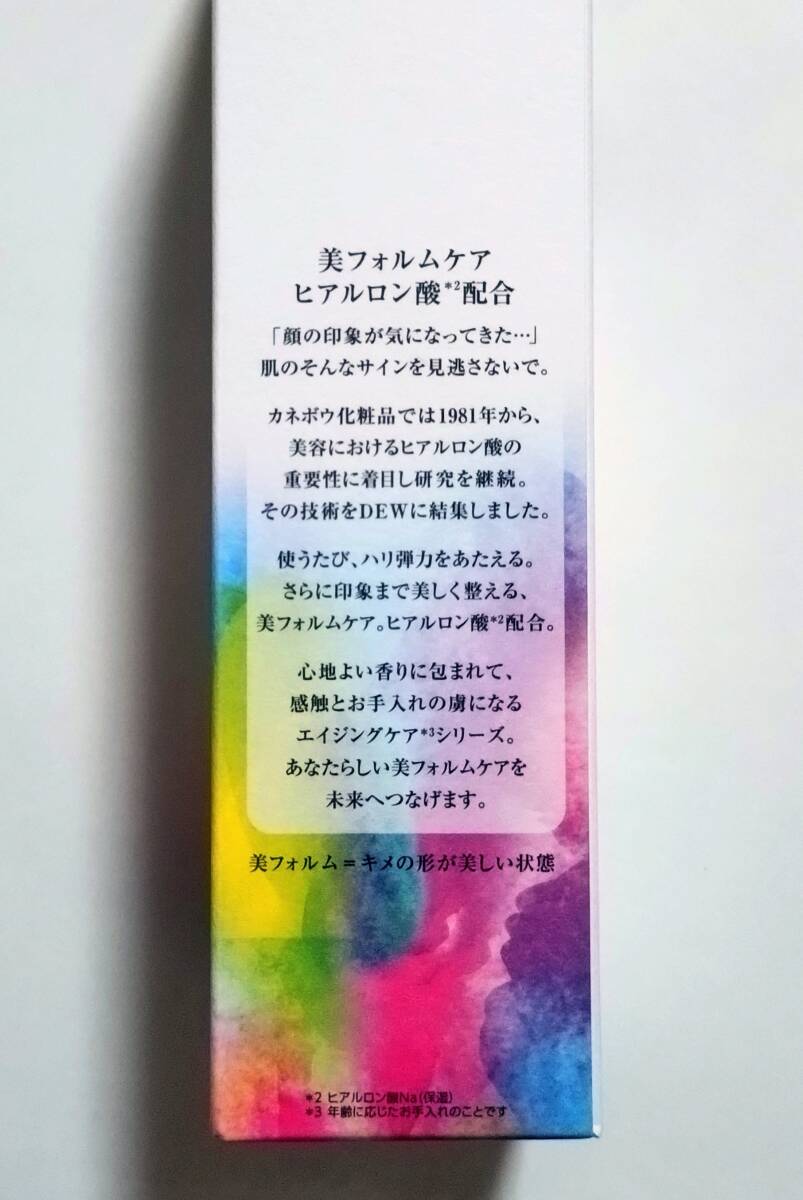 美フォルムケア
ヒアルロン酸*2配合
「顔の印象が気になってきた…」
肌のそんなサインを見逃さないで。
カネボウ化粧品では1981年から、
美容におけるヒアルロン酸の
重要性に着目し研究を継続。
その技術をDEWに結集しました。
使うたび、ハリ弾力をあたえる。
さらに印象まで美しく整える、
美フォルムケア。ヒアルロン酸*2配合。
心地よい香りに包まれて、
感触とお手入れの虜になる
エイジングケア*3シリーズ。
あなたらしい美フォルムケアを
未来へつなげます。
美フォルム＝キメの形が美しい状態
*2 ヒアルロン酸Na(保湿)
*3 年齢に応じたお手入れのことです